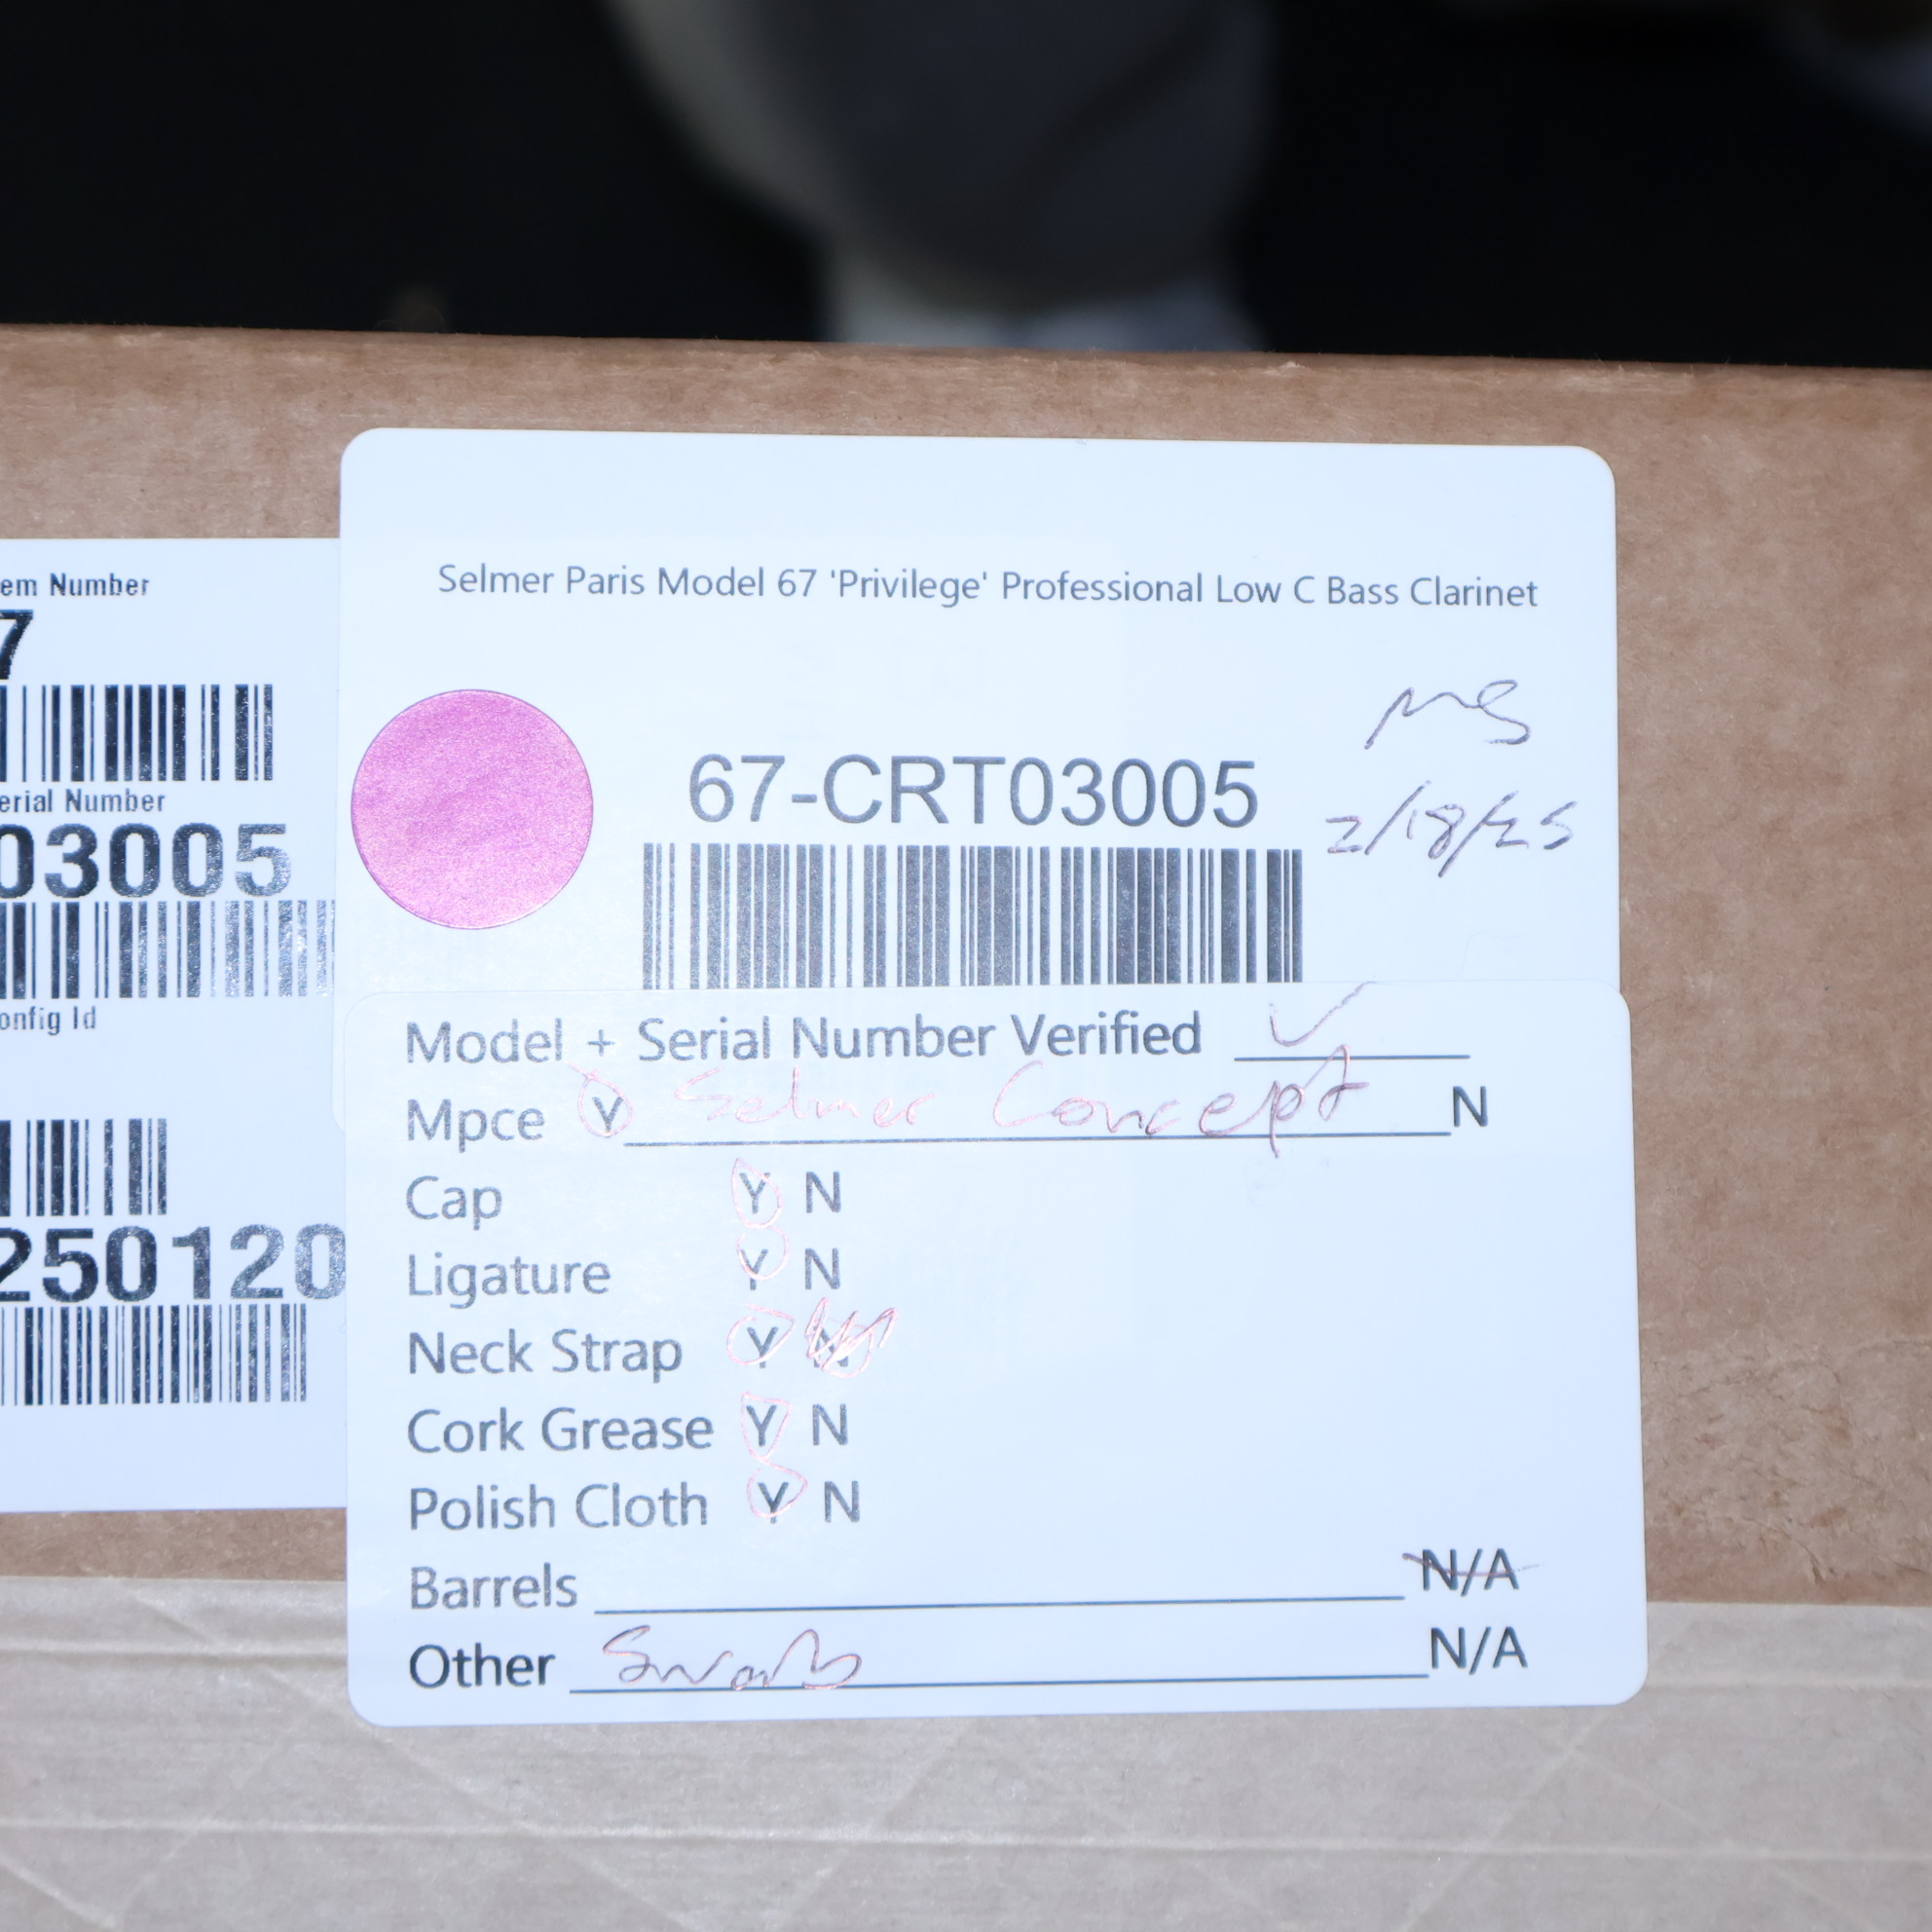 em Number
7
erial Number
03005
onfig Id
250120
Selmer Paris Model 67 'Privilege' Professional Low C Bass Clarinet
MS
67-CRT03005
2/18/25
Model + Serial Number Verified ✓
Mpce Y Selmer Concept N
Cap Y N
Ligature Y N
Neck Strap Y N
Cork Grease Y N
Polish Cloth Y N
Barrels N/A
Other Swab N/A